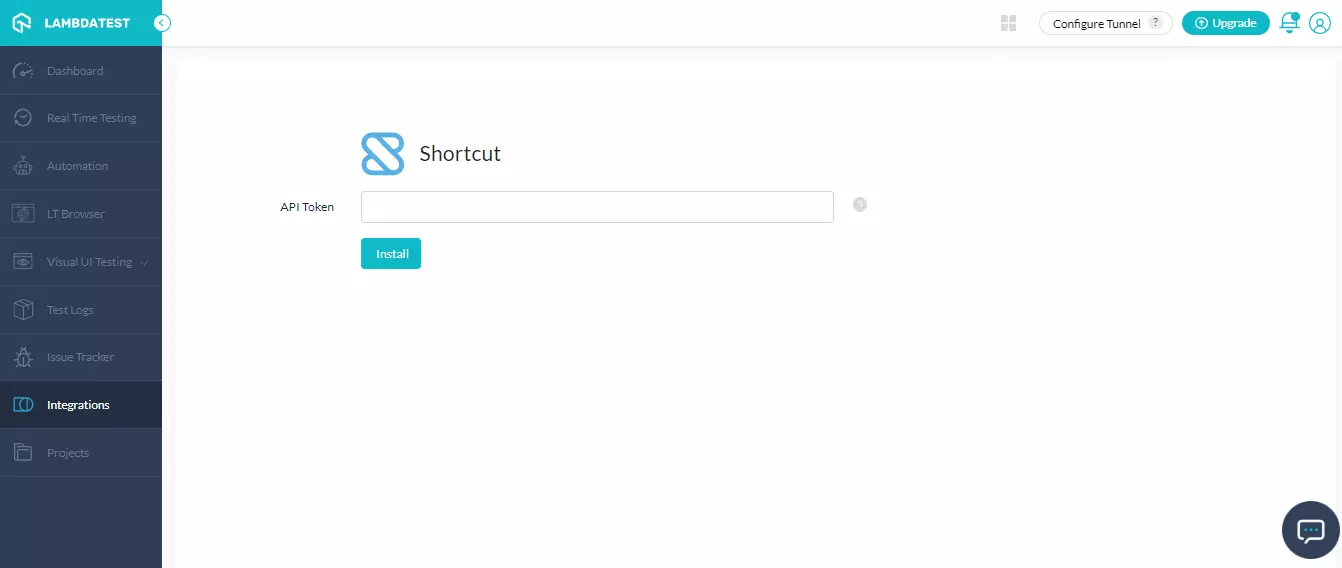 LAMBDATEST
Configure Tunnel ?
Upgrade
Dashboard
Real Time Testing
Automation
LT Browser
Visual UI Testing
Test Logs
Issue Tracker
Integrations
Projects
Shortcut
API Token
?
Install